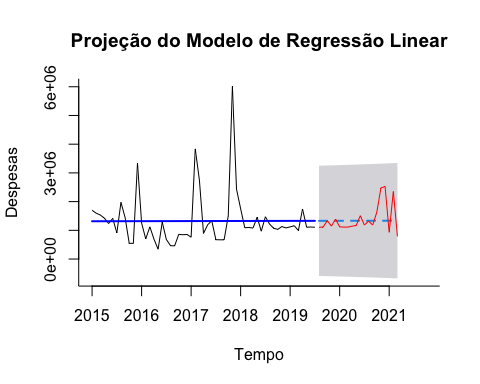 Projeção do Modelo de Regressão Linear
6e+06
3e+06
0e+00
Despesas
2015 2016 2017 2018 2019 2020 2021
Tempo